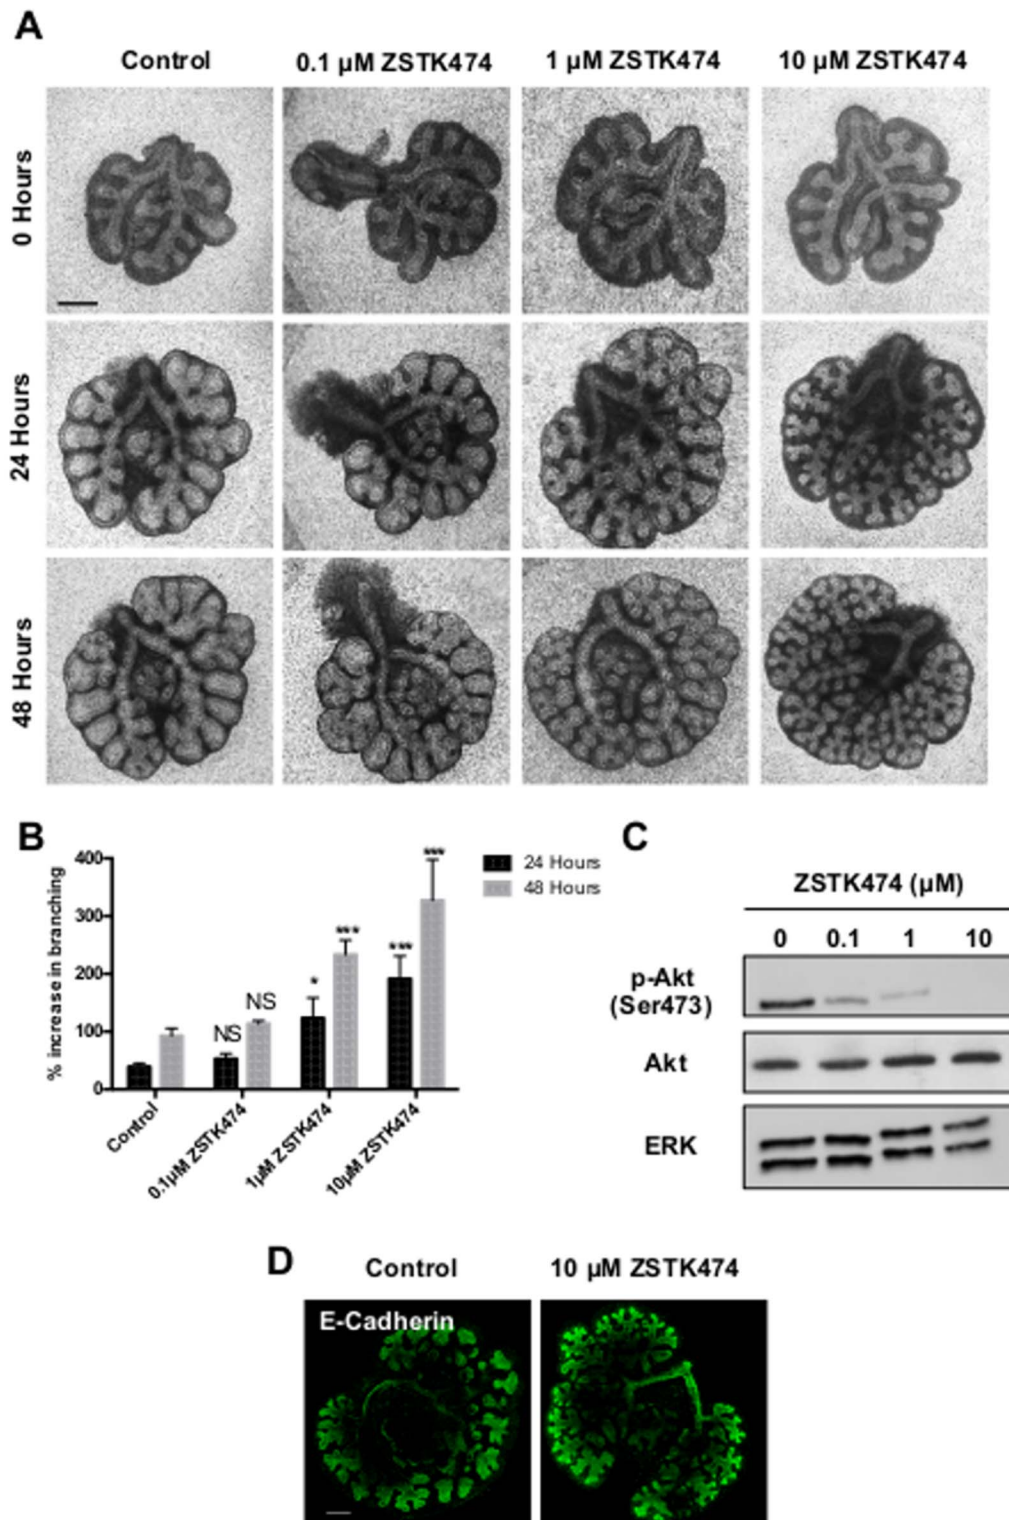 A
Control
0.1 µM ZSTK474
1 µM ZSTK474
10 µM ZSTK474
0 Hours
24 Hours
48 Hours
B
% increase in branching
400
300
200
100
0
NS
NS
*
***
***
***
24 Hours
48 Hours
Control
0.1µM ZSTK474
1µM ZSTK474
10µM ZSTK474
C
ZSTK474 (µM)
0 0.1 1 10
p-Akt
(Ser473)
Akt
ERK
D
Control
10 µM ZSTK474
E-Cadherin